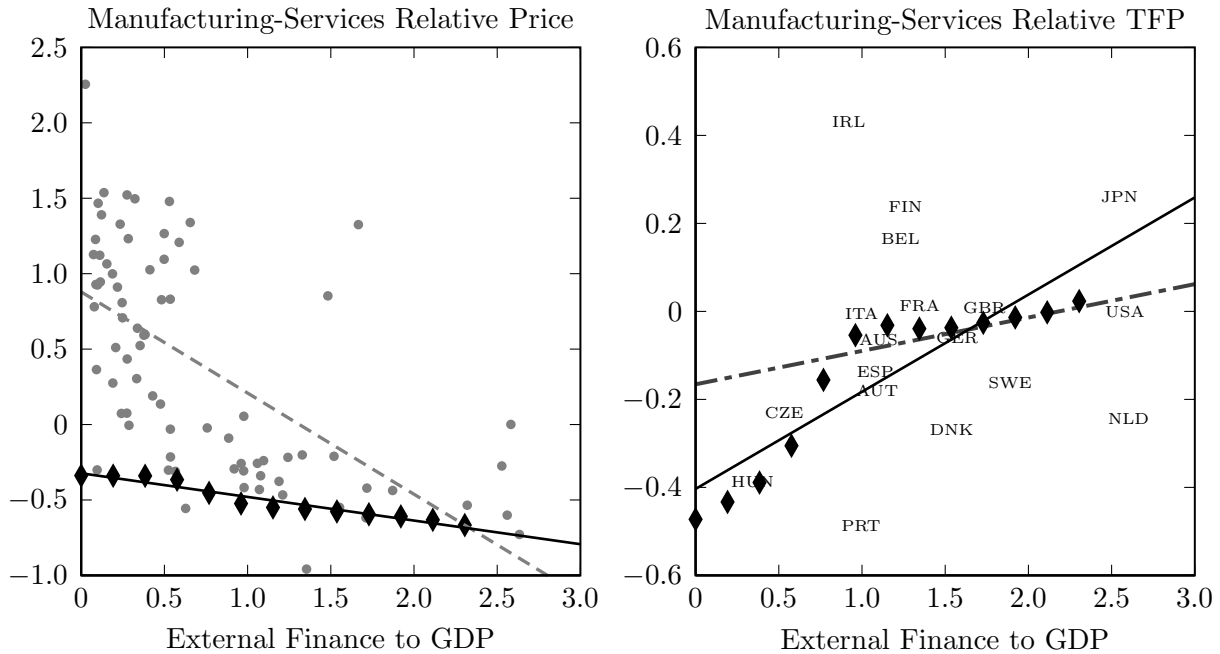 Manufacturing-Services Relative Price
2.5
2.0
1.5
1.0
0.5
0
−0.5
−1.0
0 0.5 1.0 1.5 2.0 2.5 3.0
External Finance to GDP
Manufacturing-Services Relative TFP
0.6
0.4
0.2
0
−0.2
−0.4
−0.6
IRL
JPN
FIN
BEL
FRA
GBR
ITA
USA
AUS
GER
ESP
SWE
AUT
CZE
NLD
DNK
HUN
PRT
0 0.5 1.0 1.5 2.0 2.5 3.0
External Finance to GDP